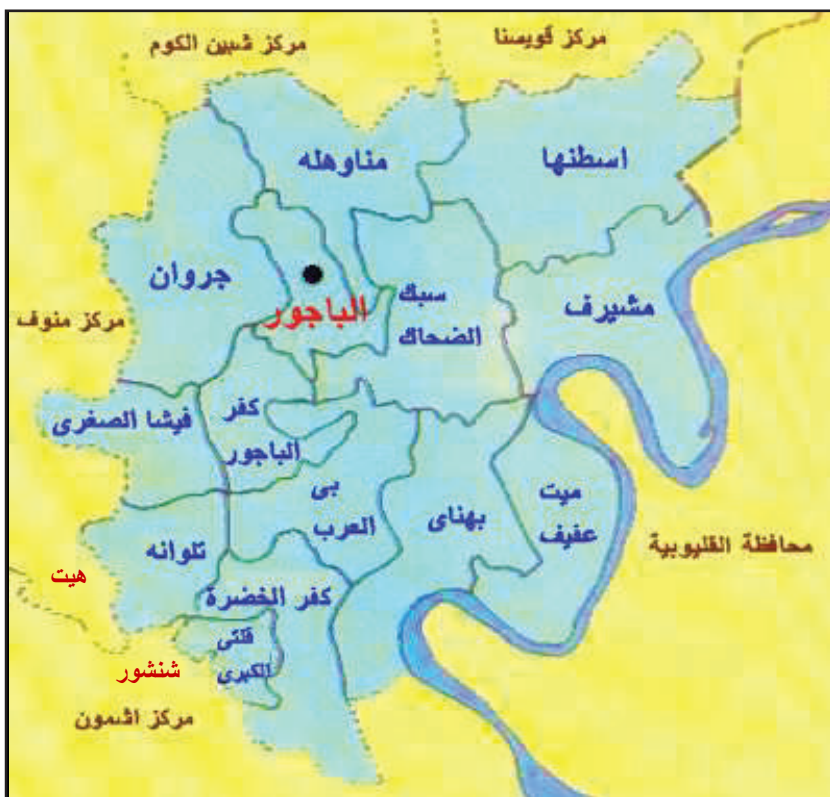 مركز قويسنا
مركز شبين الكوم
اسطنها
مناوهله
جروان
سبك
الضحاك
مشيرف
الباجور
مركز منوف
كفر
الباجور
فيشا الصغرى
بى
العرب
بهناى
ميت
عفيف
محافظة القليوبية
تلوانه
هيت
كفر الخضرة
قلتى
الكبرى
شنشور
مركز اشمون